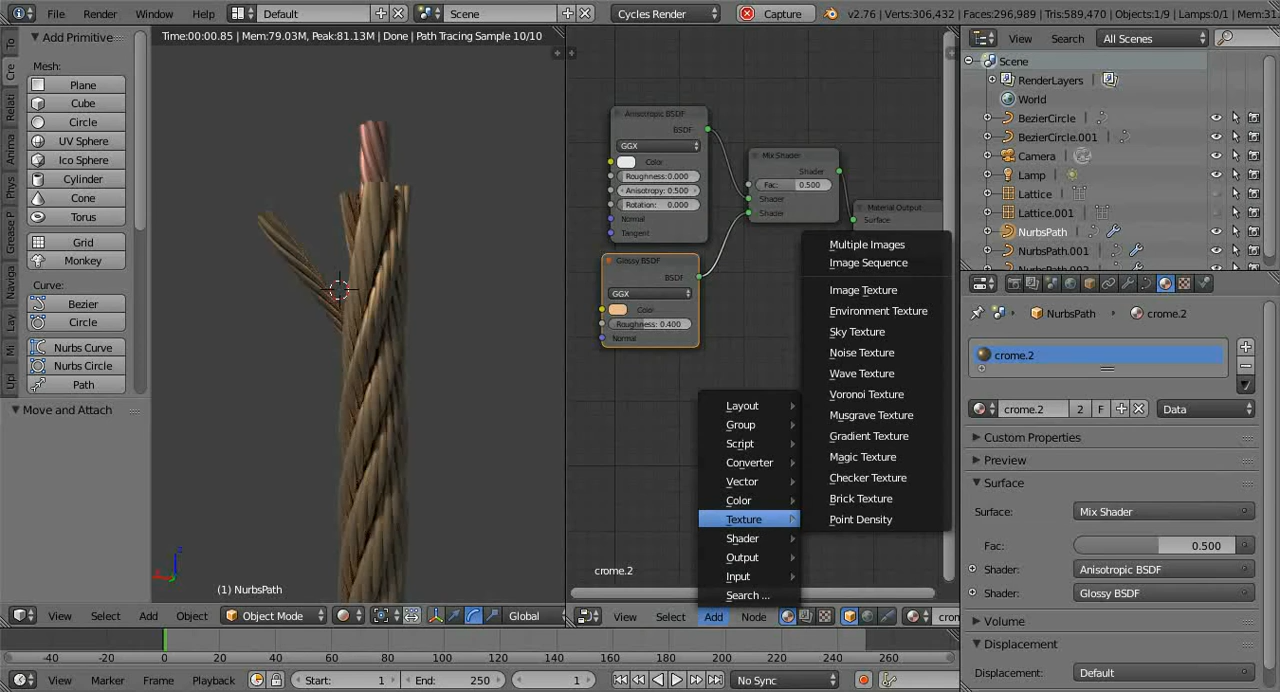 File Render Window Help Default Scene Cycles Render Capture v2.76 | Verts:306,432 | Faces:296,989 | Tris:589,470 | Objects:1/9 | Lamps:0/1 | Mem:31
Add Primitive
Mesh:
Plane
Cube
Circle
UV Sphere
Ico Sphere
Cylinder
Cone
Torus
Grid
Monkey
Curve:
Bezier
Circle
Nurbs Curve
Nurbs Circle
Path
Move and Attach
To
Cre
Relati
Anima
Phys
Grease P
Naviga
Lay
Mi
Upl
Time:00:00.85 | Mem:79.03M, Peak:81.13M | Done | Path Tracing Sample 10/10
(1) NurbsPath
View Select Add Object Object Mode Global
Anisotropic BSDF
BSDF
GGX
Color
Roughness:0.000
Anisotropy: 0.500
Rotation: 0.000
Normal
Tangent
Glossy BSDF
BSDF
GGX
Color
Roughness: 0.400
Normal
Mix Shader
Shader
Fac: 0.500
Shader
Shader
Material Output
Surface
Layout
Group
Script
Converter
Vector
Color
Texture
Shader
Output
Input
Search ...
Multiple Images
Image Sequence
Image Texture
Environment Texture
Sky Texture
Noise Texture
Wave Texture
Voronoi Texture
Musgrave Texture
Gradient Texture
Magic Texture
Checker Texture
Brick Texture
Point Density
crome.2
View Select Add Node crom
View Search All Scenes
Scene
RenderLayers
World
BezierCircle
BezierCircle.001
Camera
Lamp
Lattice
Lattice.001
NurbsPath
NurbsPath.001
NurbsPath crome.2
crome.2
crome.2 2 F Data
Custom Properties
Preview
Surface
Surface: Mix Shader
Fac: 0.500
Shader: Anisotropic BSDF
Shader: Glossy BSDF
Volume
Displacement
Displacement: Default
-40 -20 0 20 40 60 80 100 120 140 160 180 200 220 240 260
View Marker Frame Playback Start: 1 End: 250 1 No Sync